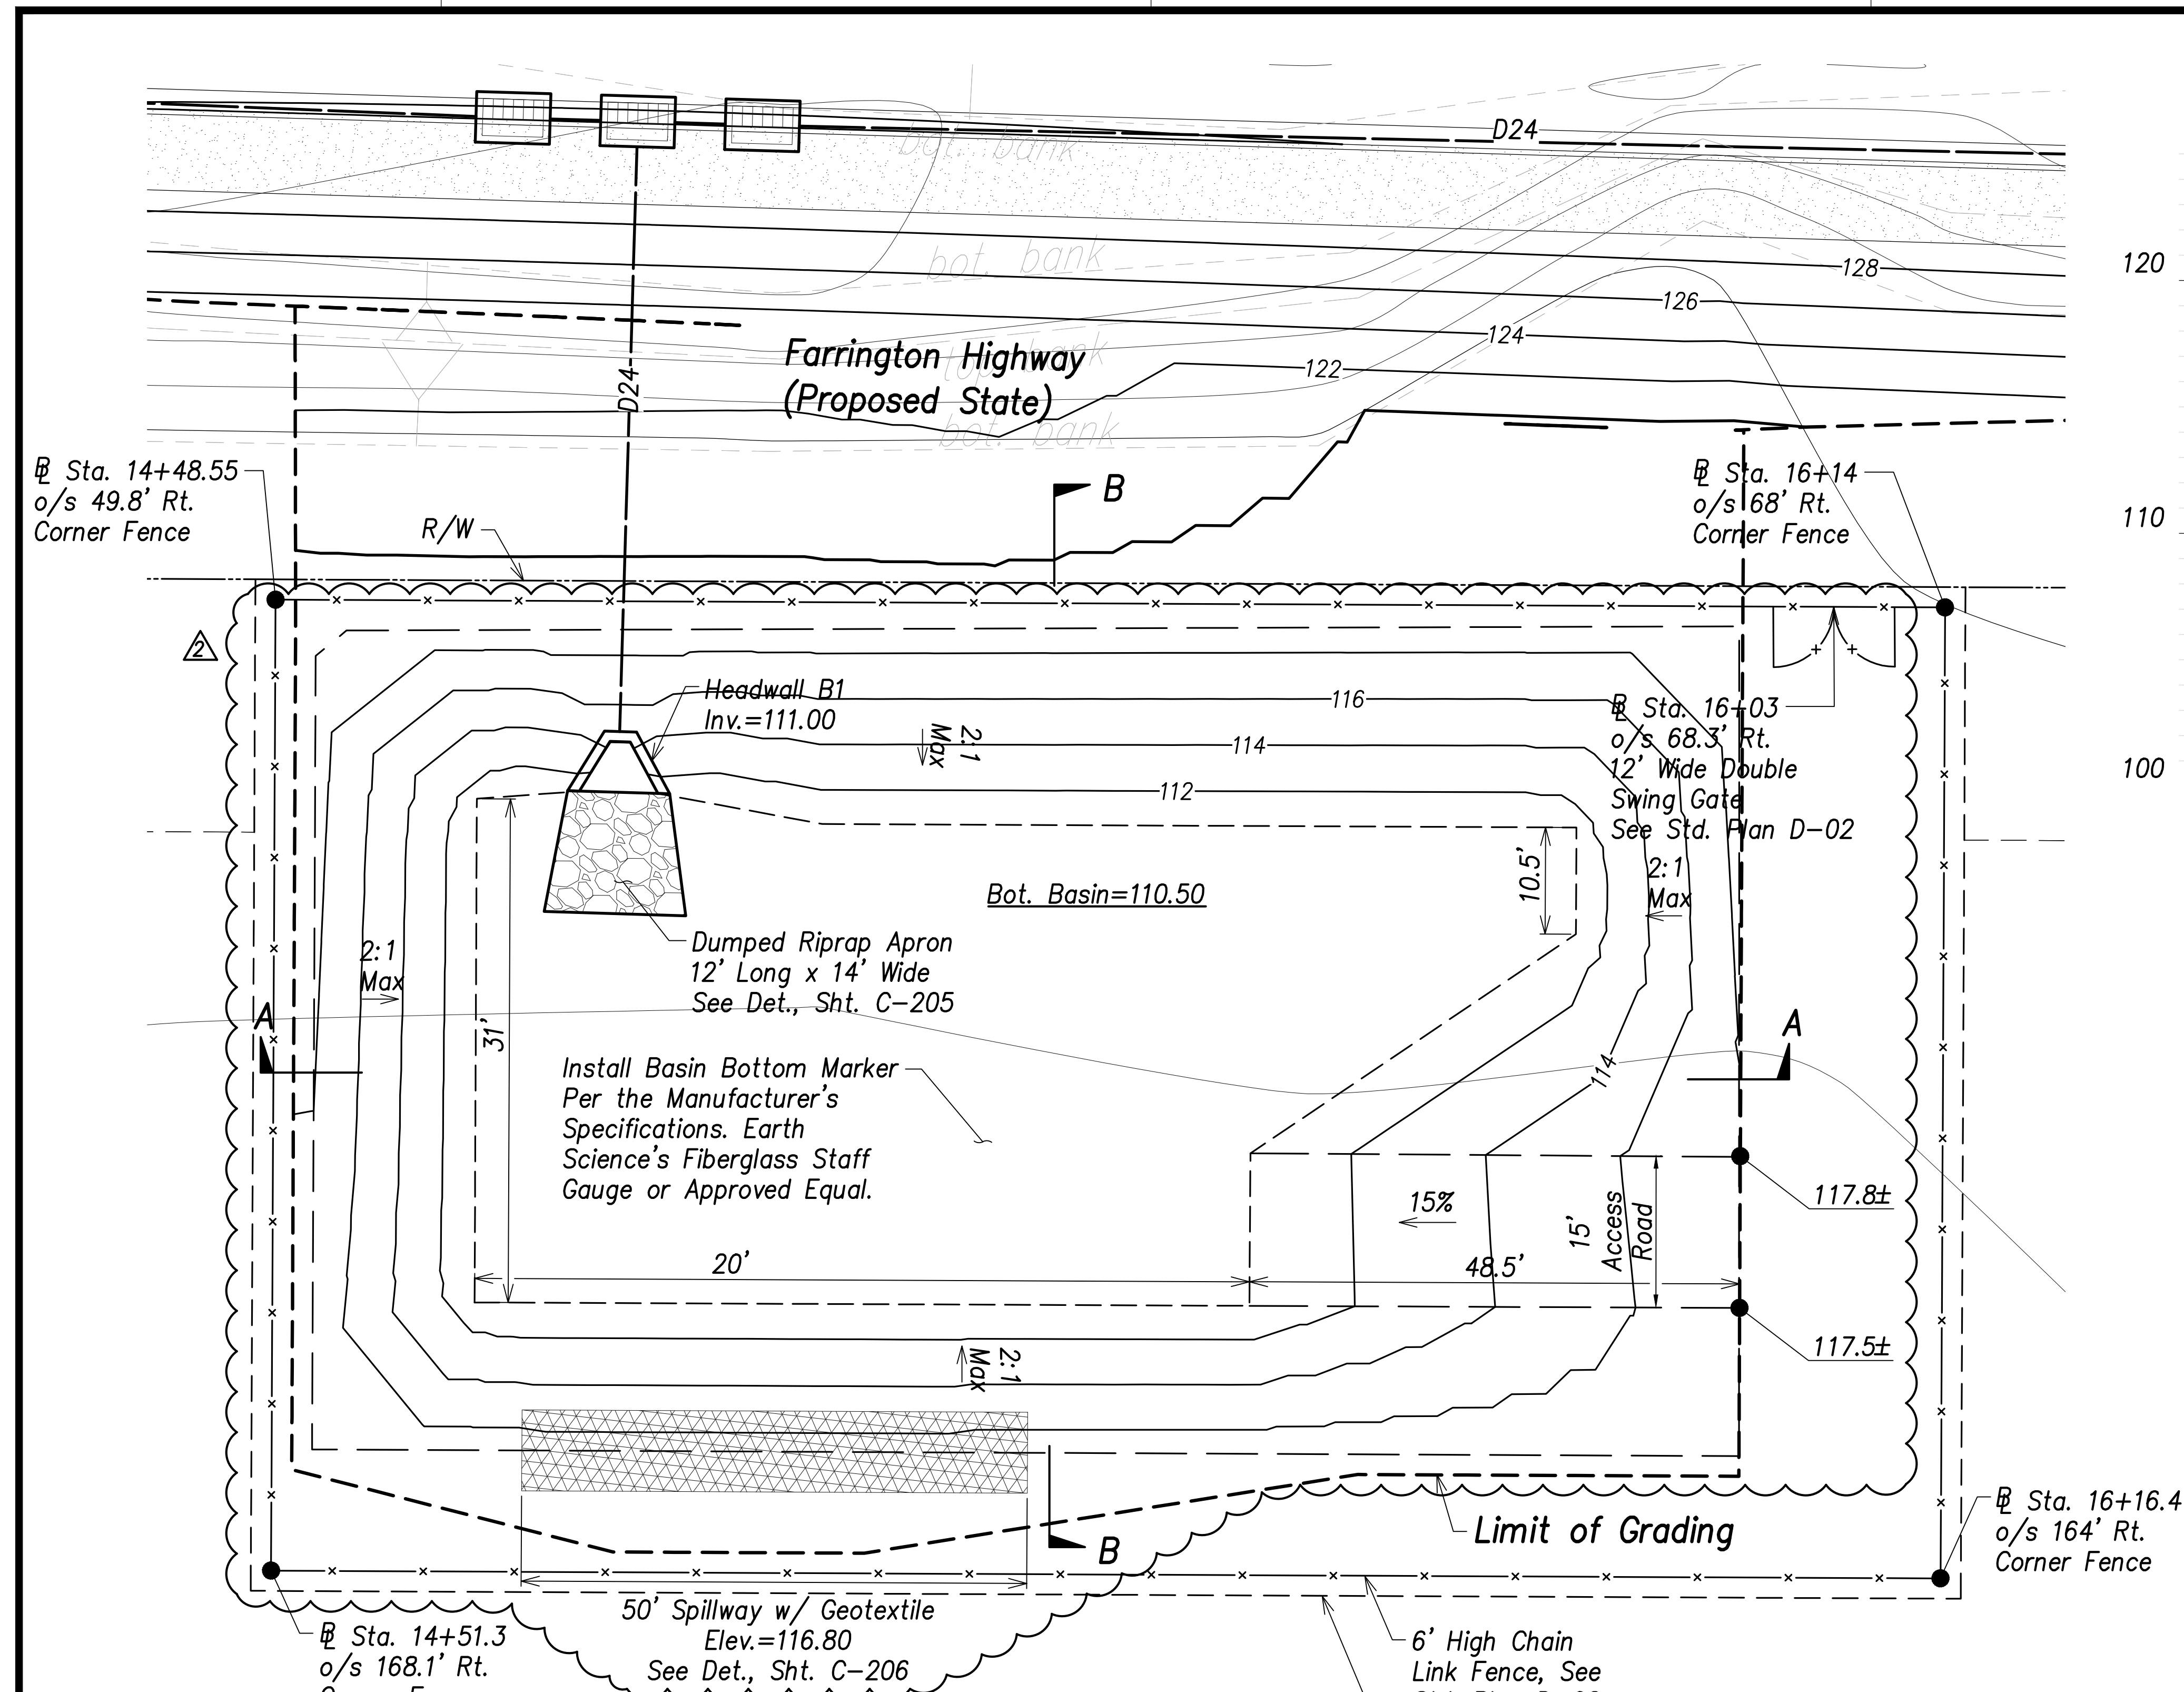 D24
bot. bank
bot. bank
120
128
126
124
Farrington Highway
top bank
122
(Proposed State)
D24
bot. bank
B
℄ Sta. 14+48.55
o/s 49.8' Rt.
Corner Fence
R/W
B
℄ Sta. 16+14
o/s 68' Rt.
Corner Fence
110
2
Headwall B1
Inv.=111.00
116
114
112
2:1
Max
℄ Sta. 16+03
o/s 68.3' Rt.
12' Wide Double
Swing Gate
See Std. Plan D-02
100
2:1
Max
10.5'
Bot. Basin=110.50
Dumped Riprap Apron
12' Long x 14' Wide
See Det., Sht. C-205
2:1
Max
A
A
31'
Install Basin Bottom Marker
Per the Manufacturer's
Specifications. Earth
Science's Fiberglass Staff
Gauge or Approved Equal.
114
117.8±
15%
15'
Access
Road
20'
48.5'
117.5±
2:1
Max
B
Limit of Grading
℄ Sta. 16+16.4
o/s 164' Rt.
Corner Fence
50' Spillway w/ Geotextile
Elev.=116.80
See Det., Sht. C-206
℄ Sta. 14+51.3
o/s 168.1' Rt.
6' High Chain
Link Fence, See